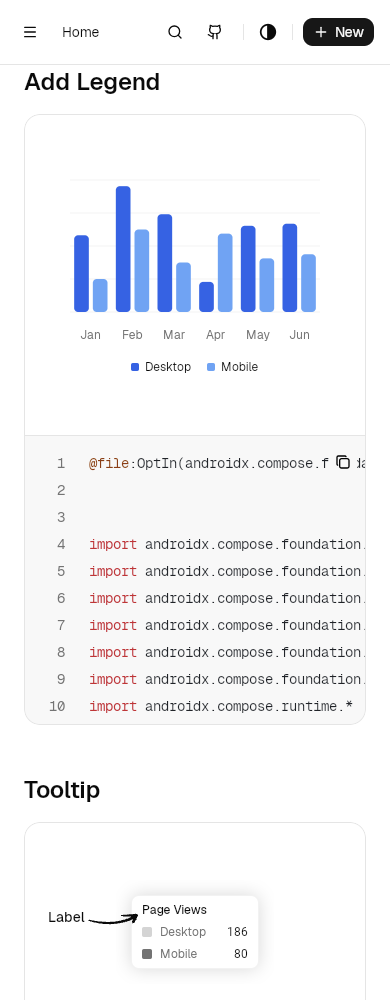 Home
New
Add Legend
Jan Feb Mar Apr May Jun
Desktop Mobile
1 @file:OptIn(androidx.compose.f
2
3
4 import androidx.compose.foundation.
5 import androidx.compose.foundation.
6 import androidx.compose.foundation.
7 import androidx.compose.foundation.
8 import androidx.compose.foundation.
9 import androidx.compose.foundation.
10 import androidx.compose.runtime.*
Tooltip
Label
Page Views
Desktop 186
Mobile 80